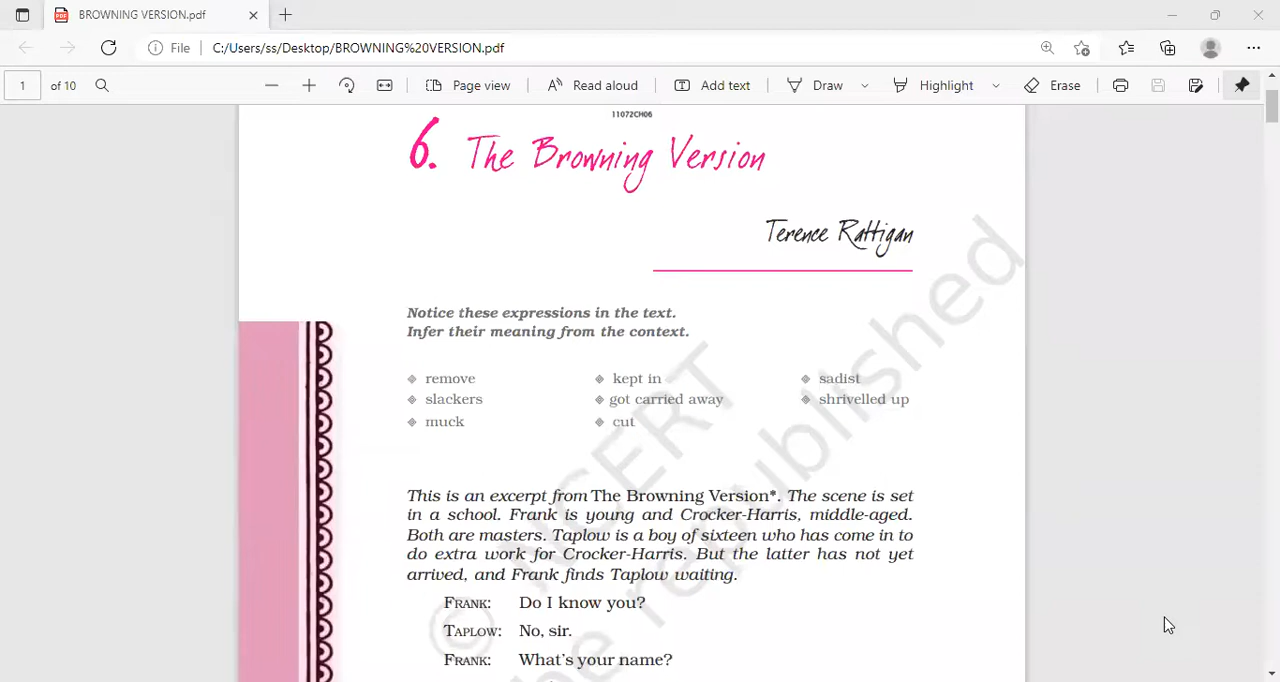 BROWNING VERSION.pdf
File C:/Users/ss/Desktop/BROWNING%20VERSION.pdf
1 of 10 Page view Read aloud Add text Draw Highlight Erase
11072CH06
6. The Browning Version
Terence Rattigan
Notice these expressions in the text.
Infer their meaning from the context.
remove kept in sadist
slackers got carried away shrivelled up
muck cut
This is an excerpt from The Browning Version*. The scene is set
in a school. Frank is young and Crocker-Harris, middle-aged.
Both are masters. Taplow is a boy of sixteen who has come in to
do extra work for Crocker-Harris. But the latter has not yet
arrived, and Frank finds Taplow waiting.
FRANK: Do I know you?
TAPLOW: No, sir.
FRANK: What's your name?
© NCERT
be republished